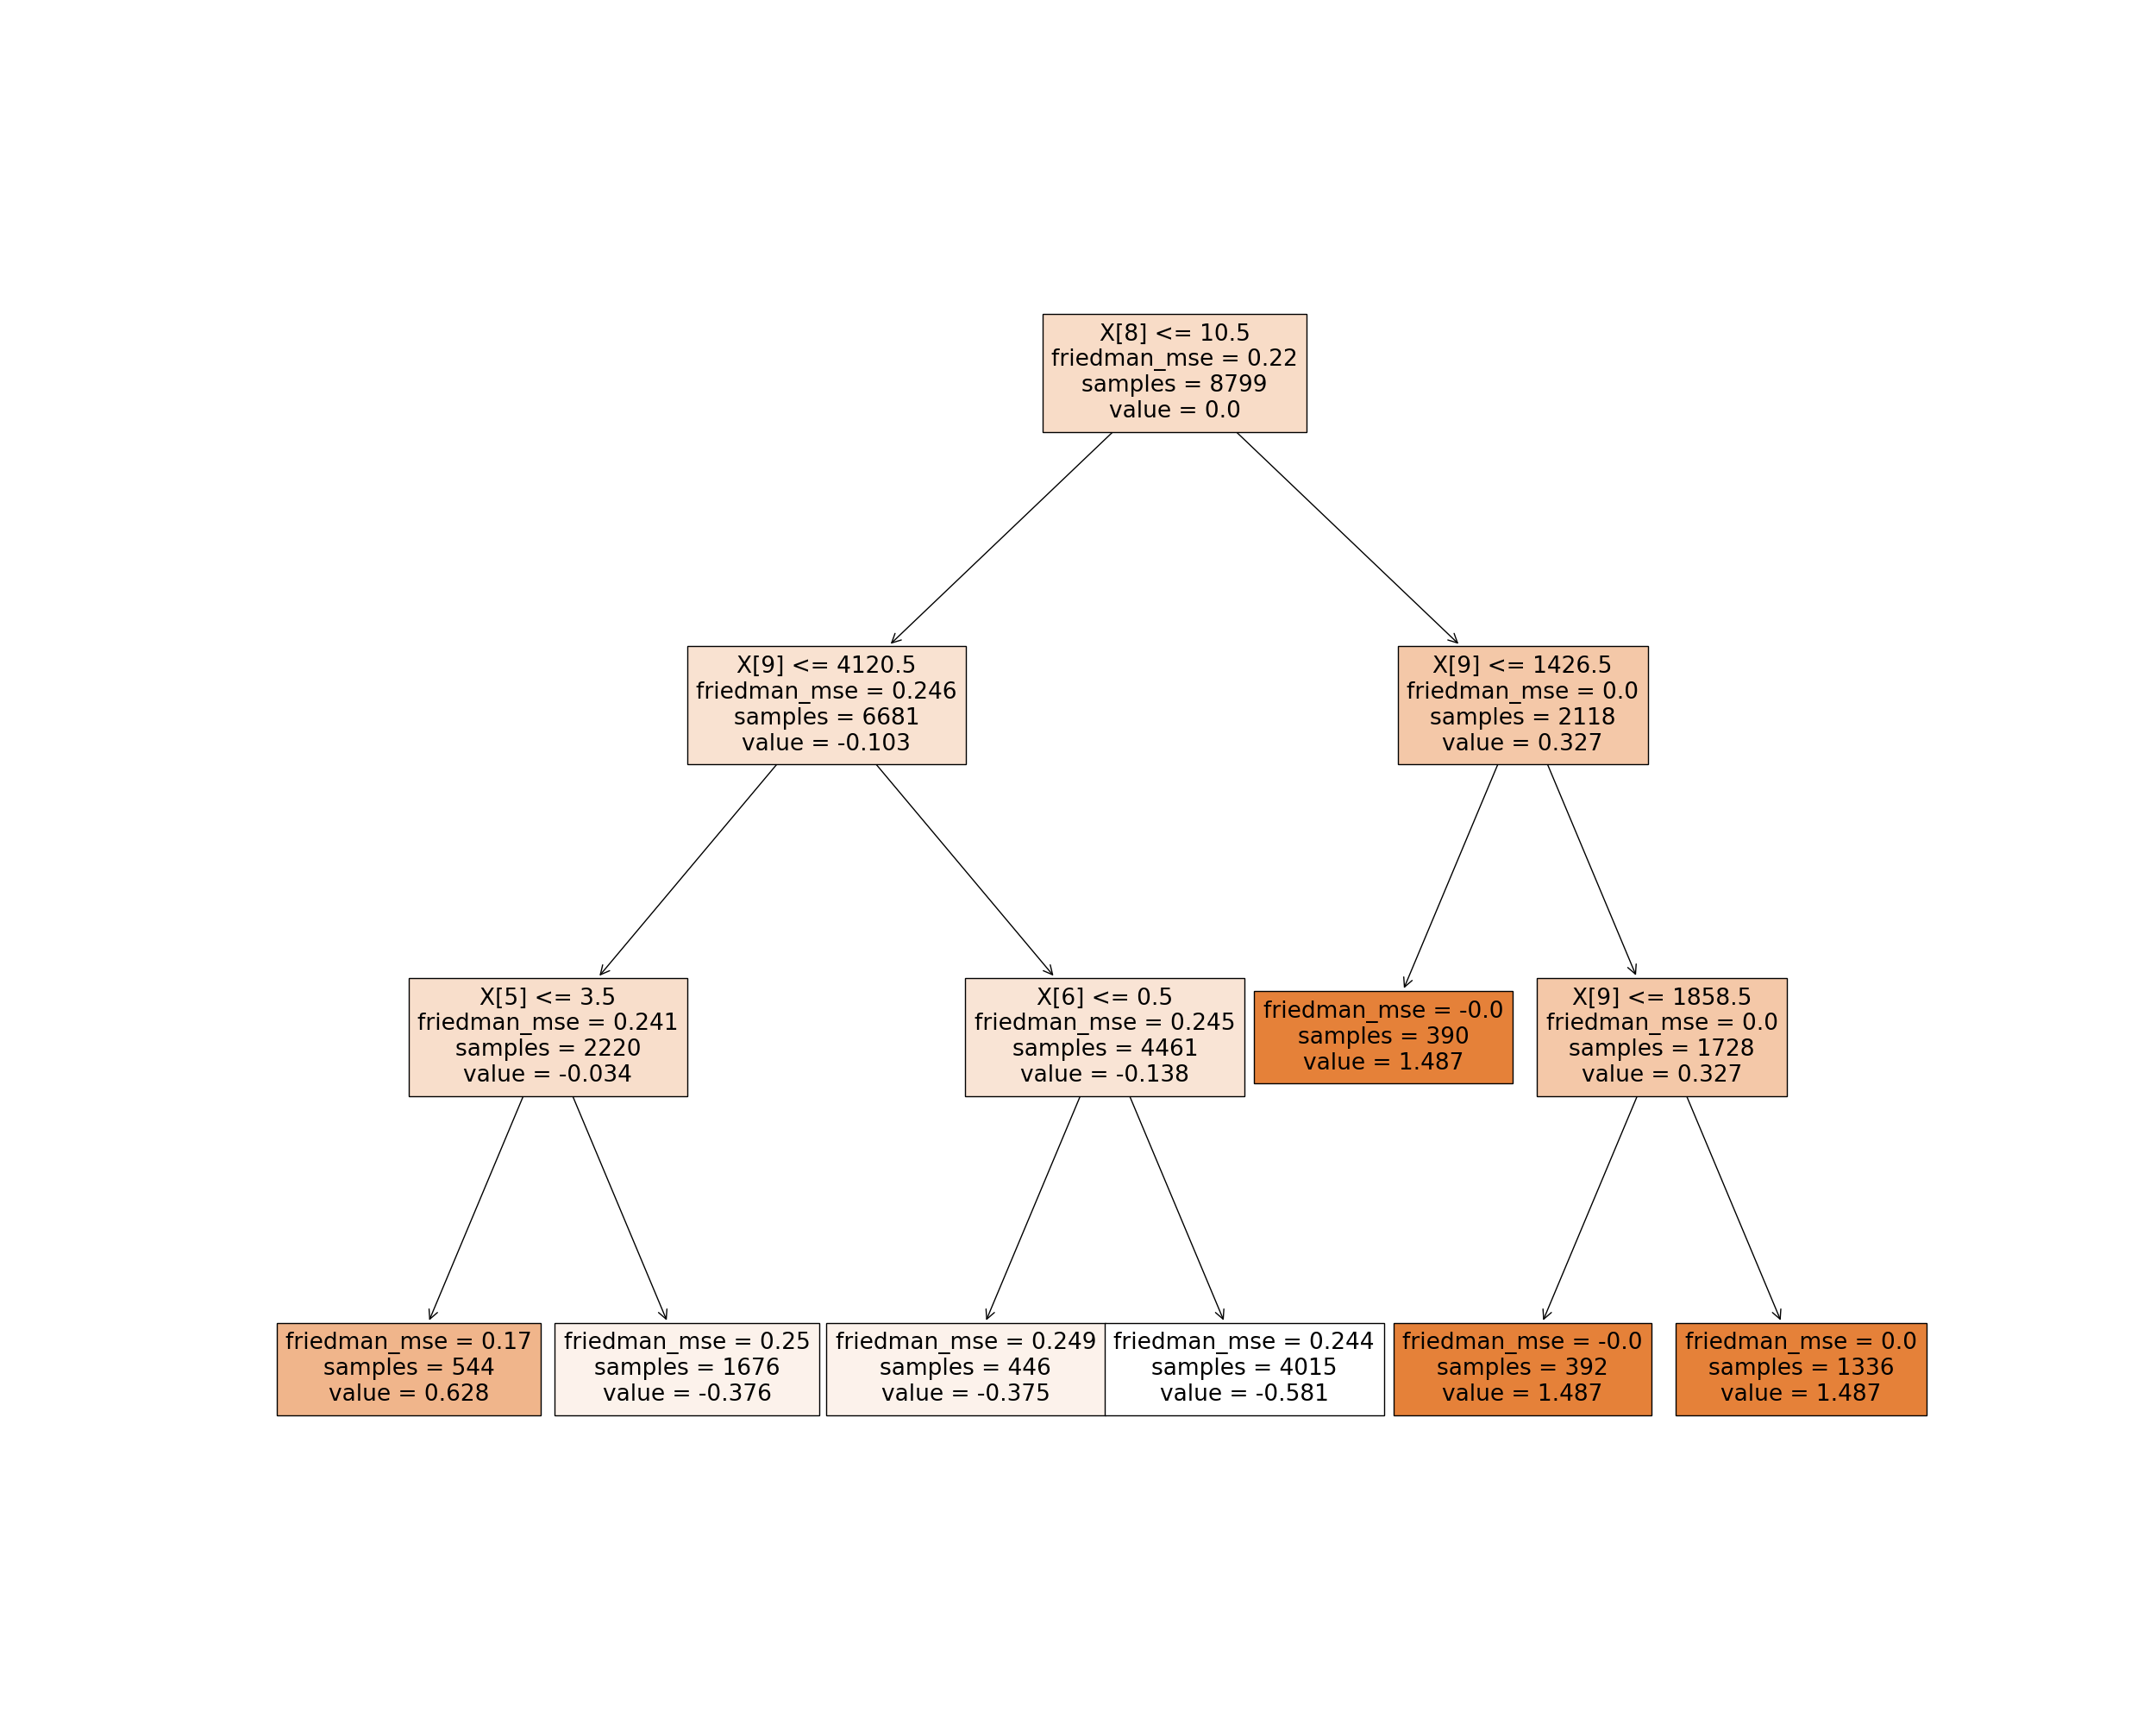 X[8] <= 10.5
friedman_mse = 0.22
samples = 8799
value = 0.0
X[9] <= 4120.5
friedman_mse = 0.246
samples = 6681
value = -0.103
X[9] <= 1426.5
friedman_mse = 0.0
samples = 2118
value = 0.327
X[5] <= 3.5
friedman_mse = 0.241
samples = 2220
value = -0.034
X[6] <= 0.5
friedman_mse = 0.245
samples = 4461
value = -0.138
friedman_mse = -0.0
samples = 390
value = 1.487
X[9] <= 1858.5
friedman_mse = 0.0
samples = 1728
value = 0.327
friedman_mse = 0.17
samples = 544
value = 0.628
friedman_mse = 0.25
samples = 1676
value = -0.376
friedman_mse = 0.249
samples = 446
value = -0.375
friedman_mse = 0.244
samples = 4015
value = -0.581
friedman_mse = -0.0
samples = 392
value = 1.487
friedman_mse = 0.0
samples = 1336
value = 1.487